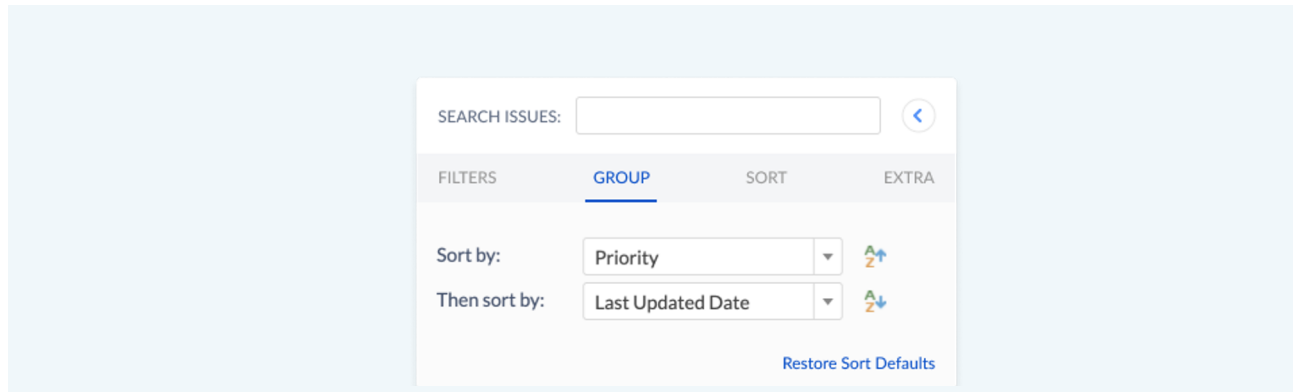 SEARCH ISSUES:
FILTERS GROUP SORT EXTRA
Sort by: Priority
Then sort by: Last Updated Date
Restore Sort Defaults